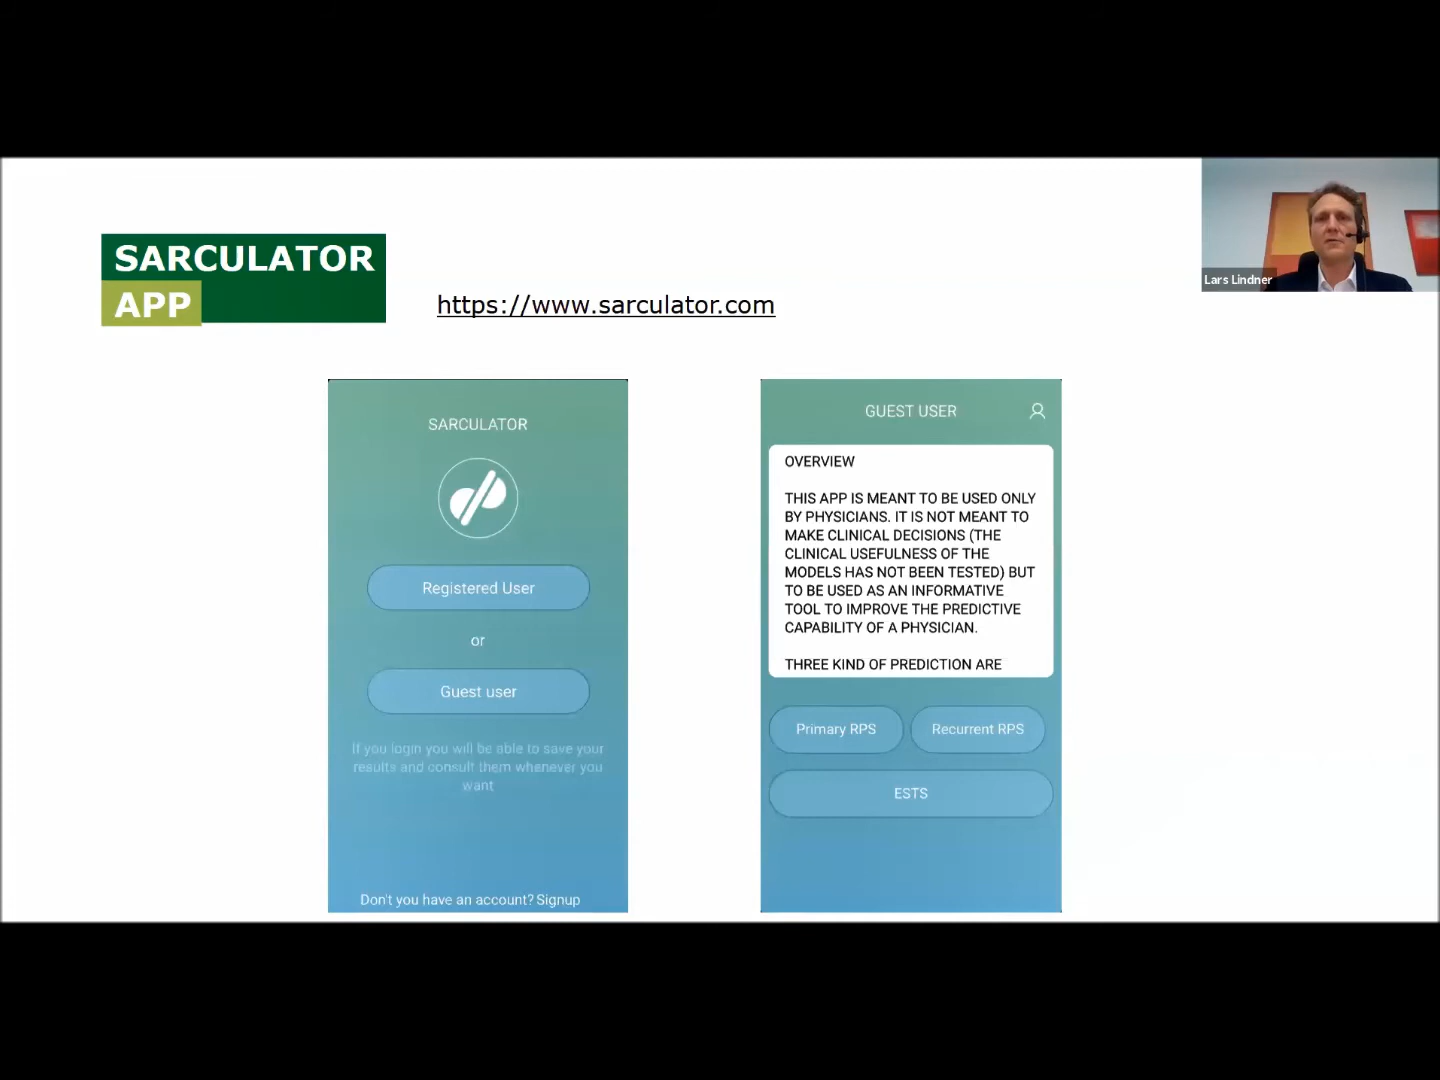 SARCULATOR
APP
https://www.sarculator.com
Lars Lindner
SARCULATOR
Registered User
or
Guest user
If you login you will be able to save your
results and consult them whenever you
want
Don't you have an account? Signup
GUEST USER
OVERVIEW
THIS APP IS MEANT TO BE USED ONLY
BY PHYSICIANS. IT IS NOT MEANT TO
MAKE CLINICAL DECISIONS (THE
CLINICAL USEFULNESS OF THE
MODELS HAS NOT BEEN TESTED) BUT
TO BE USED AS AN INFORMATIVE
TOOL TO IMPROVE THE PREDICTIVE
CAPABILITY OF A PHYSICIAN.
THREE KIND OF PREDICTION ARE
Primary RPS
Recurrent RPS
ESTS